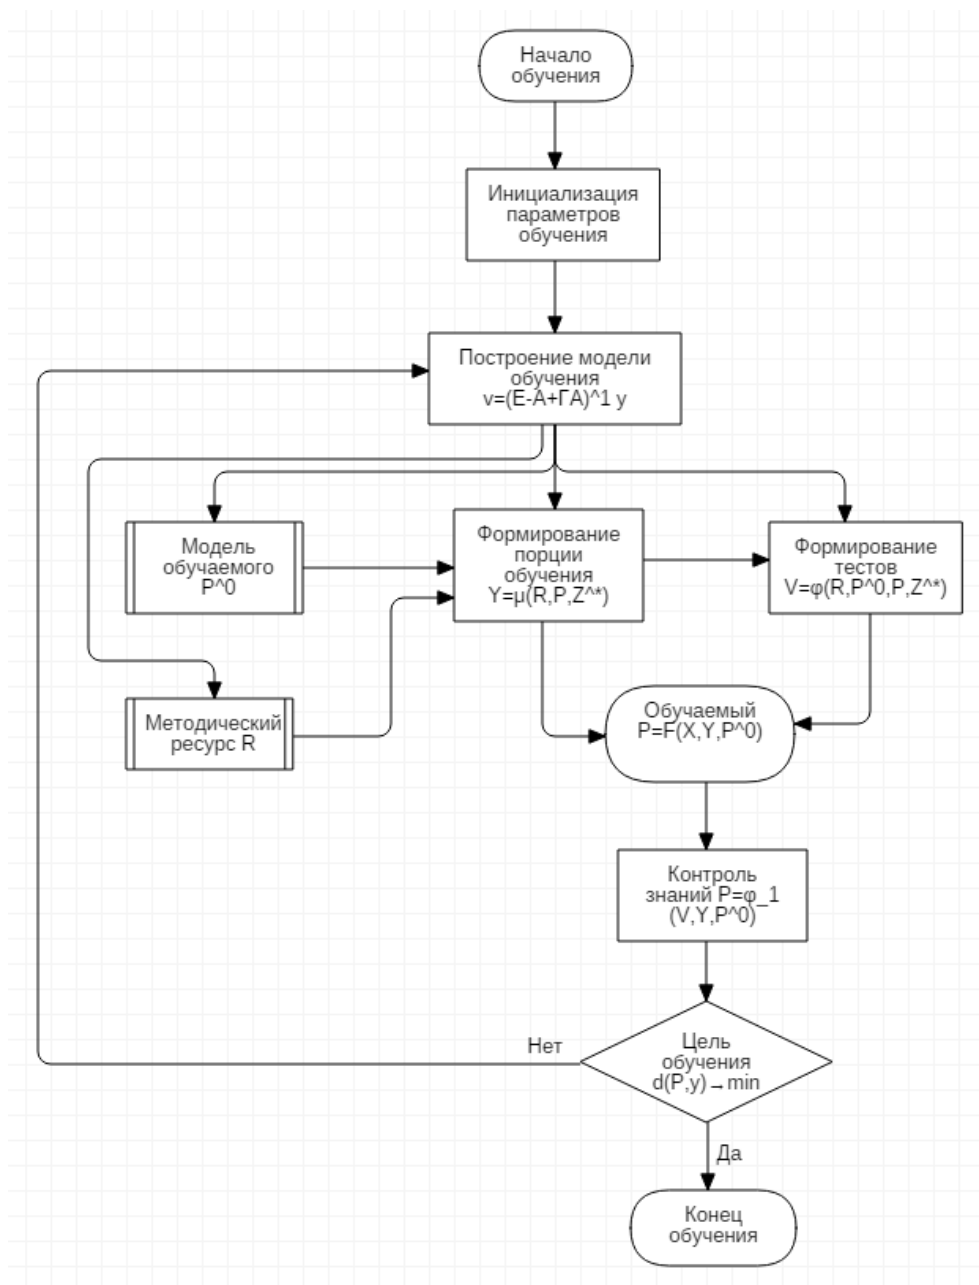 Начало
обучения
Инициализация
параметров
обучения
Построение модели
обучения
v=(E-A+ГA)^1 y
Модель
обучаемого
P^0
Формирование
порции
обучения
Y=μ(R,P,Z^*)
Формирование
тестов
V=φ(R,P^0,P,Z^*)
Методический
ресурс R
Обучаемый
P=F(X,Y,P^0)
Контроль
знаний P=φ_1
(V,Y,P^0)
Нет
Цель
обучения
d(P,y)→min
Да
Конец
обучения